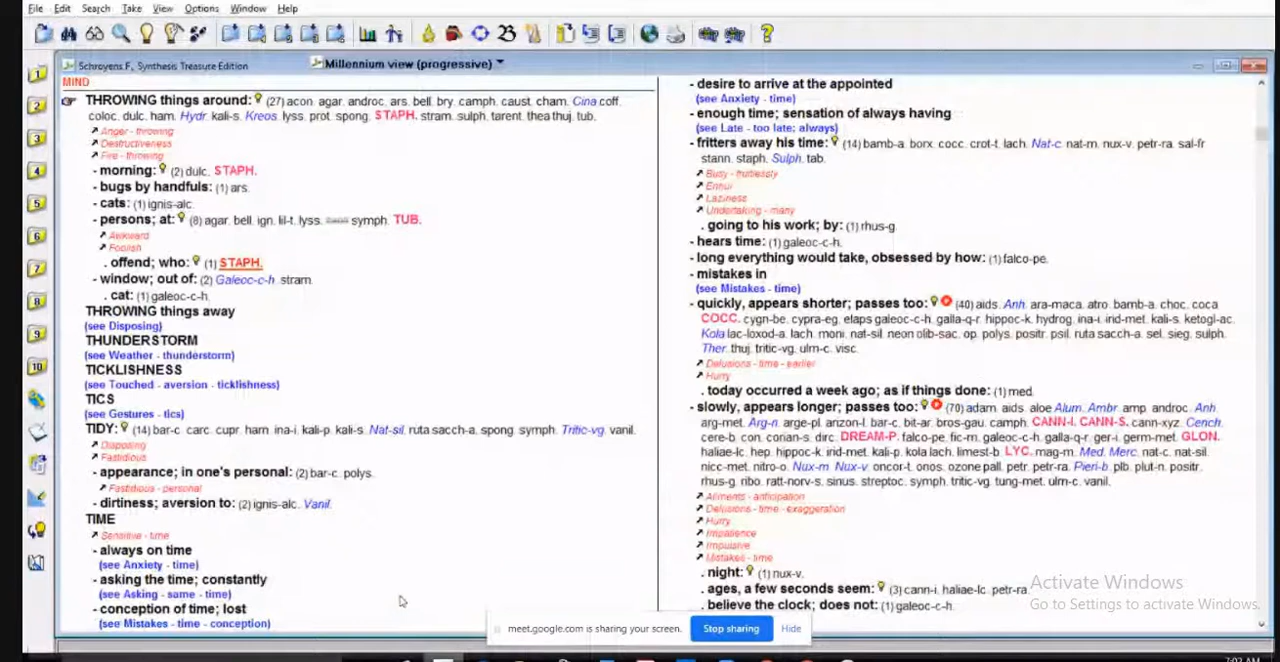 File Edit Search Take View Options Window Help
Schroyens F., Synthesis Treasure Edition
Millennium view (progressive)
MIND
THROWING things around: (27) acon. agar. androc. ars. bell. bry. camph. caust. cham. Cina coff.
coloc. dulc. ham. Hydr. kali-s. Kreos. lyss. prot. spong. STAPH. stram. sulph. tarent. thea thuj. tub.
Anger - throwing
Destructiveness
Fire - throwing
- morning: (2) dulc. STAPH.
- bugs by handfuls: (1) ars.
- cats: (1) ignis-alc.
- persons; at: (8) agar. bell. ign. lil-t. lyss. symph. TUB.
Awkward
Foolish
. offend; who: (1) STAPH.
- window; out of: (2) Galeoc-c-h. stram.
. cat: (1) galeoc-c-h.
THROWING things away
(see Disposing)
THUNDERSTORM
(see Weather - thunderstorm)
TICKLISHNESS
(see Touched - aversion - ticklishness)
TICS
(see Gestures - tics)
TIDY: (14) bar-c. carc. cupr. ham. ina-i. kali-p. kali-s. Nat-sil. ruta sacch-a. spong. symph. Tritic-vg. vanil.
Disposing
Fastidious
- appearance; in one's personal: (2) bar-c. polys.
Fastidious - personal
- dirtiness; aversion to: (2) ignis-alc. Vanil.
TIME
Sensitive - time
- always on time
(see Anxiety - time)
- asking the time; constantly
(see Asking - same - time)
- conception of time; lost
(see Mistakes - time - conception)
- desire to arrive at the appointed
(see Anxiety - time)
- enough time; sensation of always having
(see Late - too late; always)
- fritters away his time: (14) bamb-a. borx. cocc. crot-t. lach. Nat-c. nat-m. nux-v. petr-ra. sal-fr.
stann. staph. Sulph. tab.
Busy - fruitlessly
Ennui
Laziness
Undertaking - many
. going to his work; by: (1) rhus-g.
- hears time: (1) galeoc-c-h.
- long everything would take, obsessed by how: (1) falco-pe.
- mistakes in
(see Mistakes - time)
- quickly, appears shorter; passes too: (40) aids. Anh. ara-maca. atro. bamb-a. choc. coca
COCC. cygn-be. cypra-eg. elaps galeoc-c-h. galla-q-r. hippoc-k. hydrog. ina-i. irid-met. kali-s. ketogl-ac.
Kola lac-loxod-a. lach. moni. nat-sil. neon olib-sac. op. polys. positr. psil. ruta sacch-a. sel. sieg. sulph.
Ther. thuj. tritic-vg. ulm-c. visc.
Delusions - time - earlier
Hurry
. today occurred a week ago; as if things done: (1) med.
- slowly, appears longer; passes too: (70) adam. aids. aloe Alum. Ambr. amp. androc. Anh.
arg-met. Arg-n. arge-pl. arizon-l. bar-c. bit-ar. bros-gau. camph. CANN-I. CANN-S. cann-xyz. Cench.
cere-b. con. corian-s. dirc. DREAM-P. falco-pe. fic-m. galeoc-c-h. galla-q-r. ger-i. germ-met. GLON.
haliae-lc. hep. hippoc-k. irid-met. kali-p. kola lach. limest-b. LYC. mag-m. Med. Merc. nat-c. nat-sil.
nicc-met. nitro-o. Nux-m. Nux-v. oncor-t. onos. ozone pall. petr. petr-ra. Pieri-b. plb. plut-n. positr.
rhus-g. ribo. ratt-norv-s. sinus. streptoc. symph. tritic-vg. tung-met. ulm-c. vanil.
Ailments - anticipation
Delusions - time - exaggeration
Hurry
Impatience
Impulsive
Mistakes - time
. night: (1) nux-v.
. ages, a few seconds seem: (3) cann-i. haliae-lc. petr-ra.
. believe the clock; does not: (1) galeoc-c-h.
Activate Windows
Go to Settings to activate Windows.
meet.google.com is sharing your screen. Stop sharing Hide
1
2
3
4
5
6
7
8
9
10